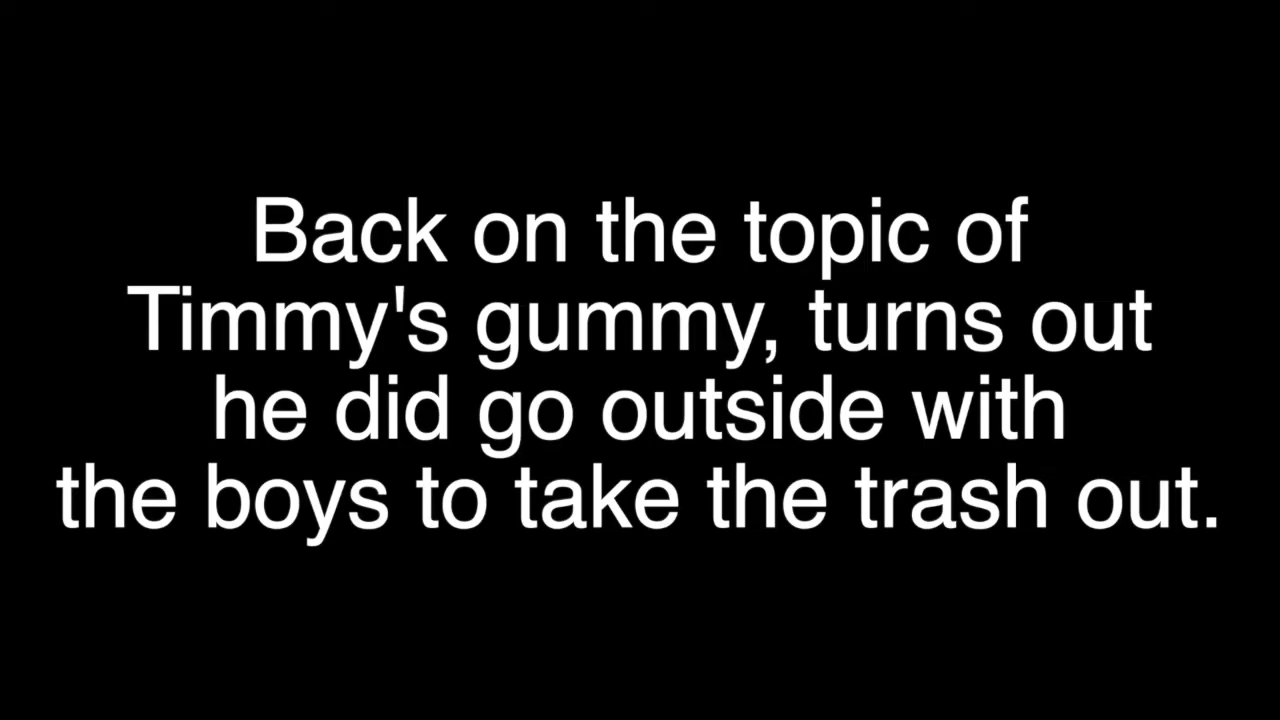 Back on the topic of
Timmy's gummy, turns out
he did go outside with
the boys to take the trash out.